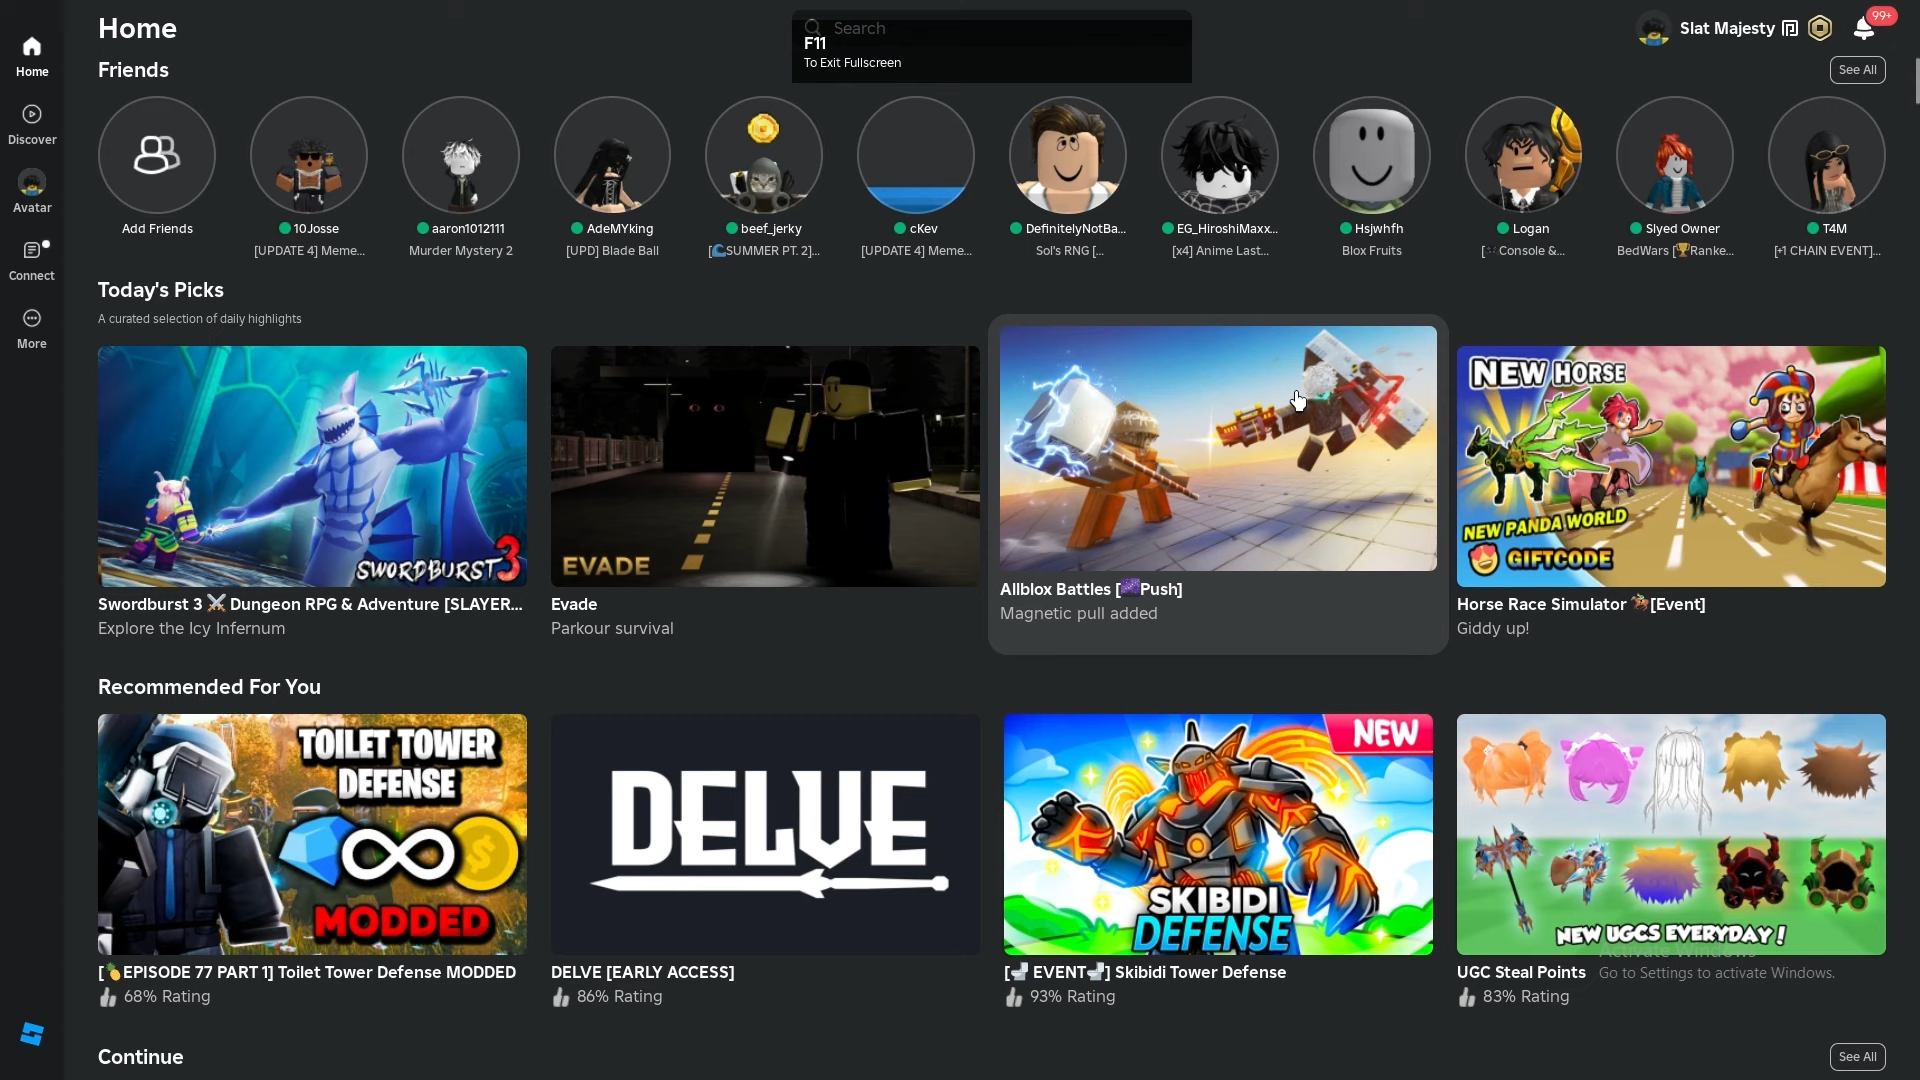 Home
Search
F11
To Exit Fullscreen
Slat Majesty
99+
Home
Discover
Avatar
Connect
More
Friends
See All
Add Friends
10Josse
[UPDATE 4] Meme...
aaron1012111
Murder Mystery 2
AdeMYking
[UPD] Blade Ball
beef_jerky
[🌊SUMMER PT. 2]...
cKev
[UPDATE 4] Meme...
DefinitelyNotBa...
Sol's RNG [...
EG_HiroshiMaxx...
[x4] Anime Last...
Hsjwhfh
Blox Fruits
Logan
[ Console &...
Slyed Owner
BedWars [🏆Ranke...
T4M
[+1 CHAIN EVENT]...
Today's Picks
A curated selection of daily highlights
SWORDBURST 3
Swordburst 3 ⚔️ Dungeon RPG & Adventure [SLAYER...
Explore the Icy Infernum
EVADE
Evade
Parkour survival
Allblox Battles [🌌Push]
Magnetic pull added
NEW HORSE
NEW PANDA WORLD
GIFTCODE
Horse Race Simulator 🏇[Event]
Giddy up!
Recommended For You
TOILET TOWER
DEFENSE
MODDED
[🍍EPISODE 77 PART 1] Toilet Tower Defense MODDED
68% Rating
DELVE
DELVE [EARLY ACCESS]
86% Rating
NEW
SKIBIDI
DEFENSE
[🚽 EVENT🚽] Skibidi Tower Defense
93% Rating
NEW UGCS EVERYDAY!
UGC Steal Points
83% Rating
Activate Windows
Go to Settings to activate Windows.
Continue
See All